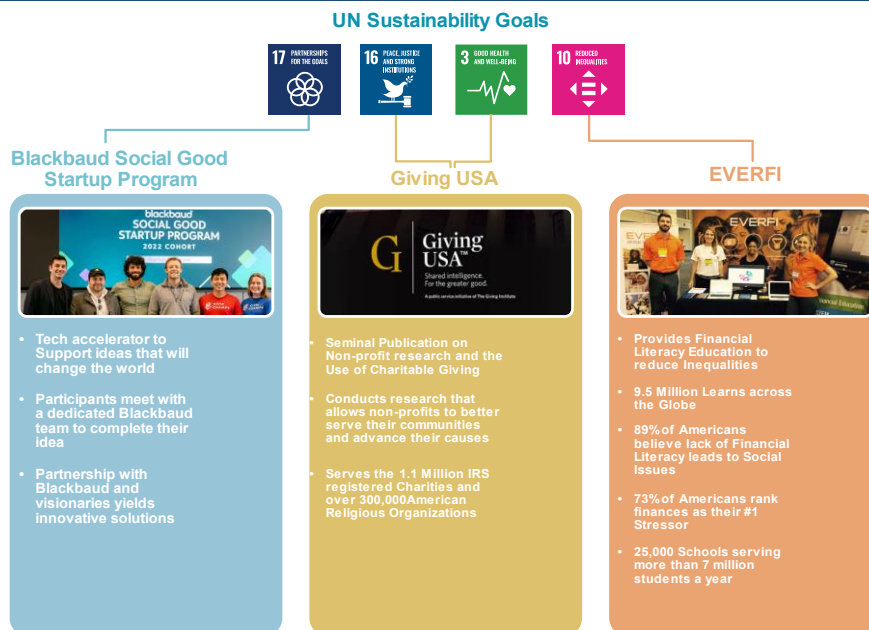 UN Sustainability Goals
17 PARTNERSHIPS
FOR THE GOALS
16 PEACE, JUSTICE
AND STRONG
INSTITUTIONS
3 GOOD HEALTH
AND WELL-BEING
10 REDUCED
INEQUALITIES
Blackbaud Social Good
Startup Program
blackbaud
SOCIAL GOOD
STARTUP PROGRAM
2022 COHORT
• Tech accelerator to
Support ideas that will
change the world
• Participants meet with
a dedicated Blackbaud
team to complete their
idea
• Partnership with
Blackbaud and
visionaries yields
innovative solutions
Giving USA
G Giving
USA™
Shared intelligence.
For the greater good.
A public service initiative of The Giving Institute
• Seminal Publication on
Non-profit research and the
Use of Charitable Giving
• Conducts research that
allows non-profits to better
serve their communities
and advance their causes
• Serves the 1.1 Million IRS
registered Charities and
over 300,000American
Religious Organizations
EVERFI
EVERFI
• Provides Financial
Literacy Education to
reduce Inequalities
• 9.5 Million Learns across
the Globe
• 89% of Americans
believe lack of Financial
Literacy leads to Social
Issues
• 73% of Americans rank
finances as their #1
Stressor
• 25,000 Schools serving
more than 7 million
students a year